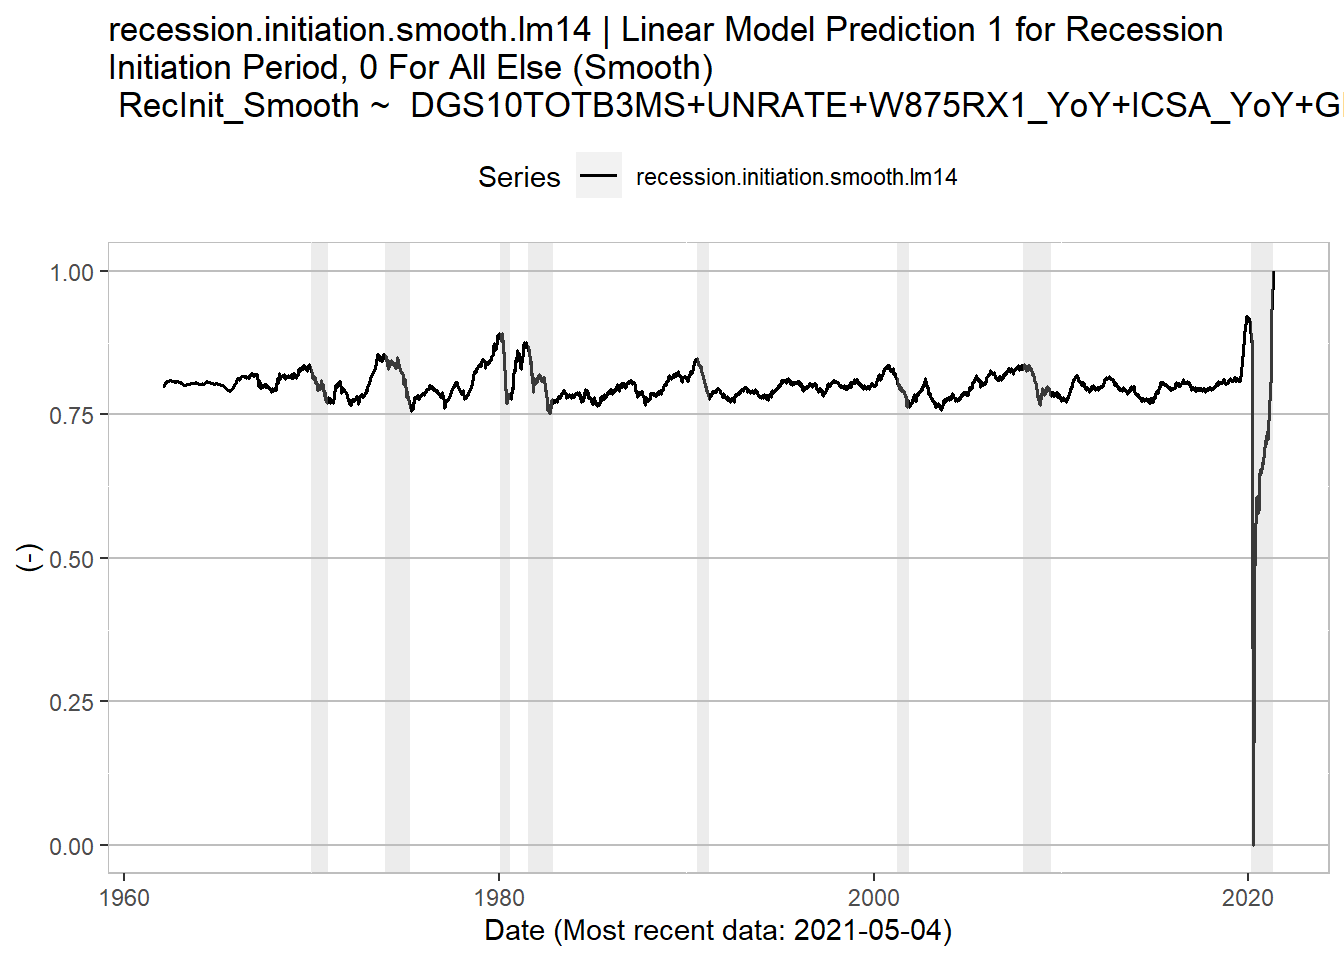 recession.initiation.smooth.lm14 | Linear Model Prediction 1 for Recession
Initiation Period, 0 For All Else (Smooth)
RecInit_Smooth ~  DGS10TOTB3MS+UNRATE+W875RX1_YoY+ICSA_YoY+G
Series
recession.initiation.smooth.lm14
1.00
0.75
0.50
0.25
0.00
(-)
1960
1980
2000
2020
Date (Most recent data: 2021-05-04)